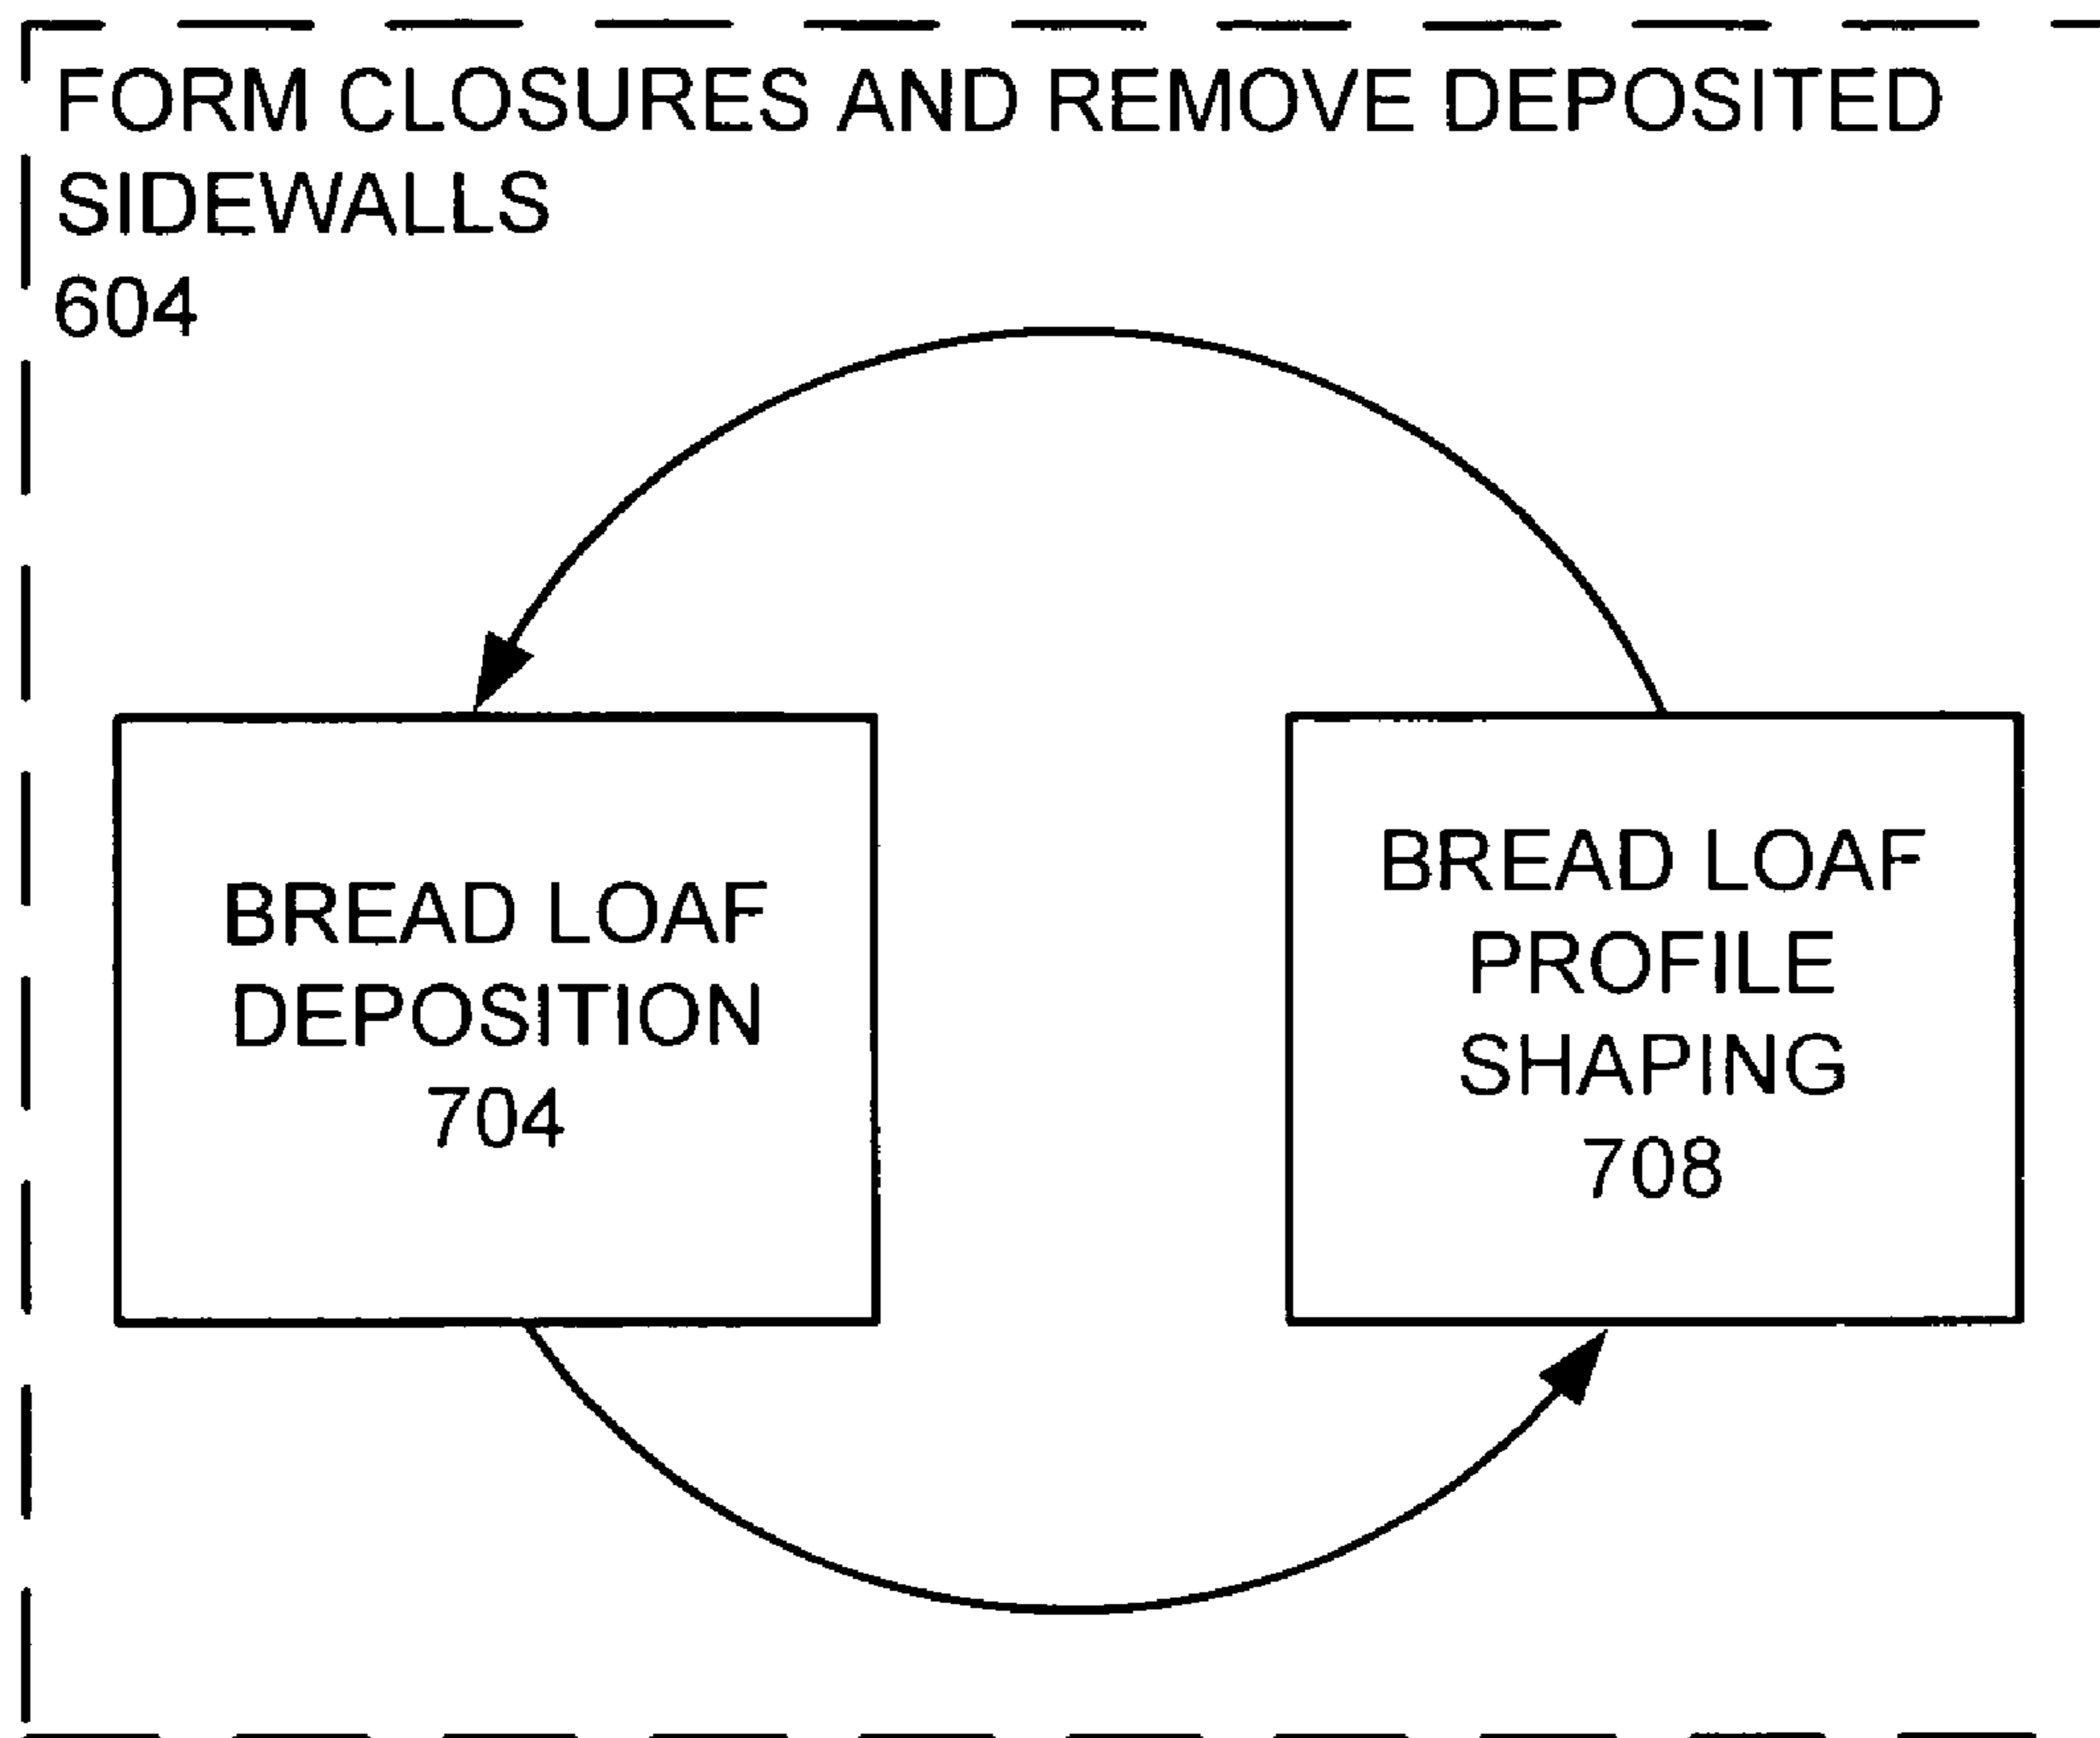 FORM CLOSURES AND REMOVE DEPOSITED
SIDEWALLS
604
BREAD LOAF
DEPOSITION
704
BREAD LOAF
PROFILE
SHAPING
708